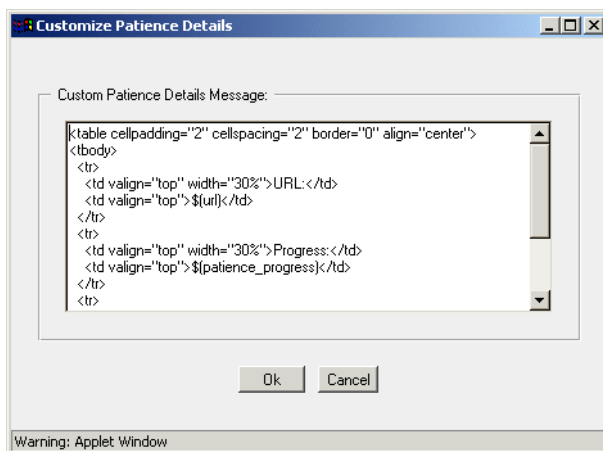 Customize Patience Details
Custom Patience Details Message:
<table cellpadding="2" cellspacing="2" border="0" align="center">
<tbody>
<tr>
<td valign="top" width="30%">URL:</td>
<td valign="top">$(url)</td>
</tr>
<tr>
<td valign="top" width="30%">Progress:</td>
<td valign="top">$(patience_progress)</td>
</tr>
<tr>
Ok Cancel
Warning: Applet Window